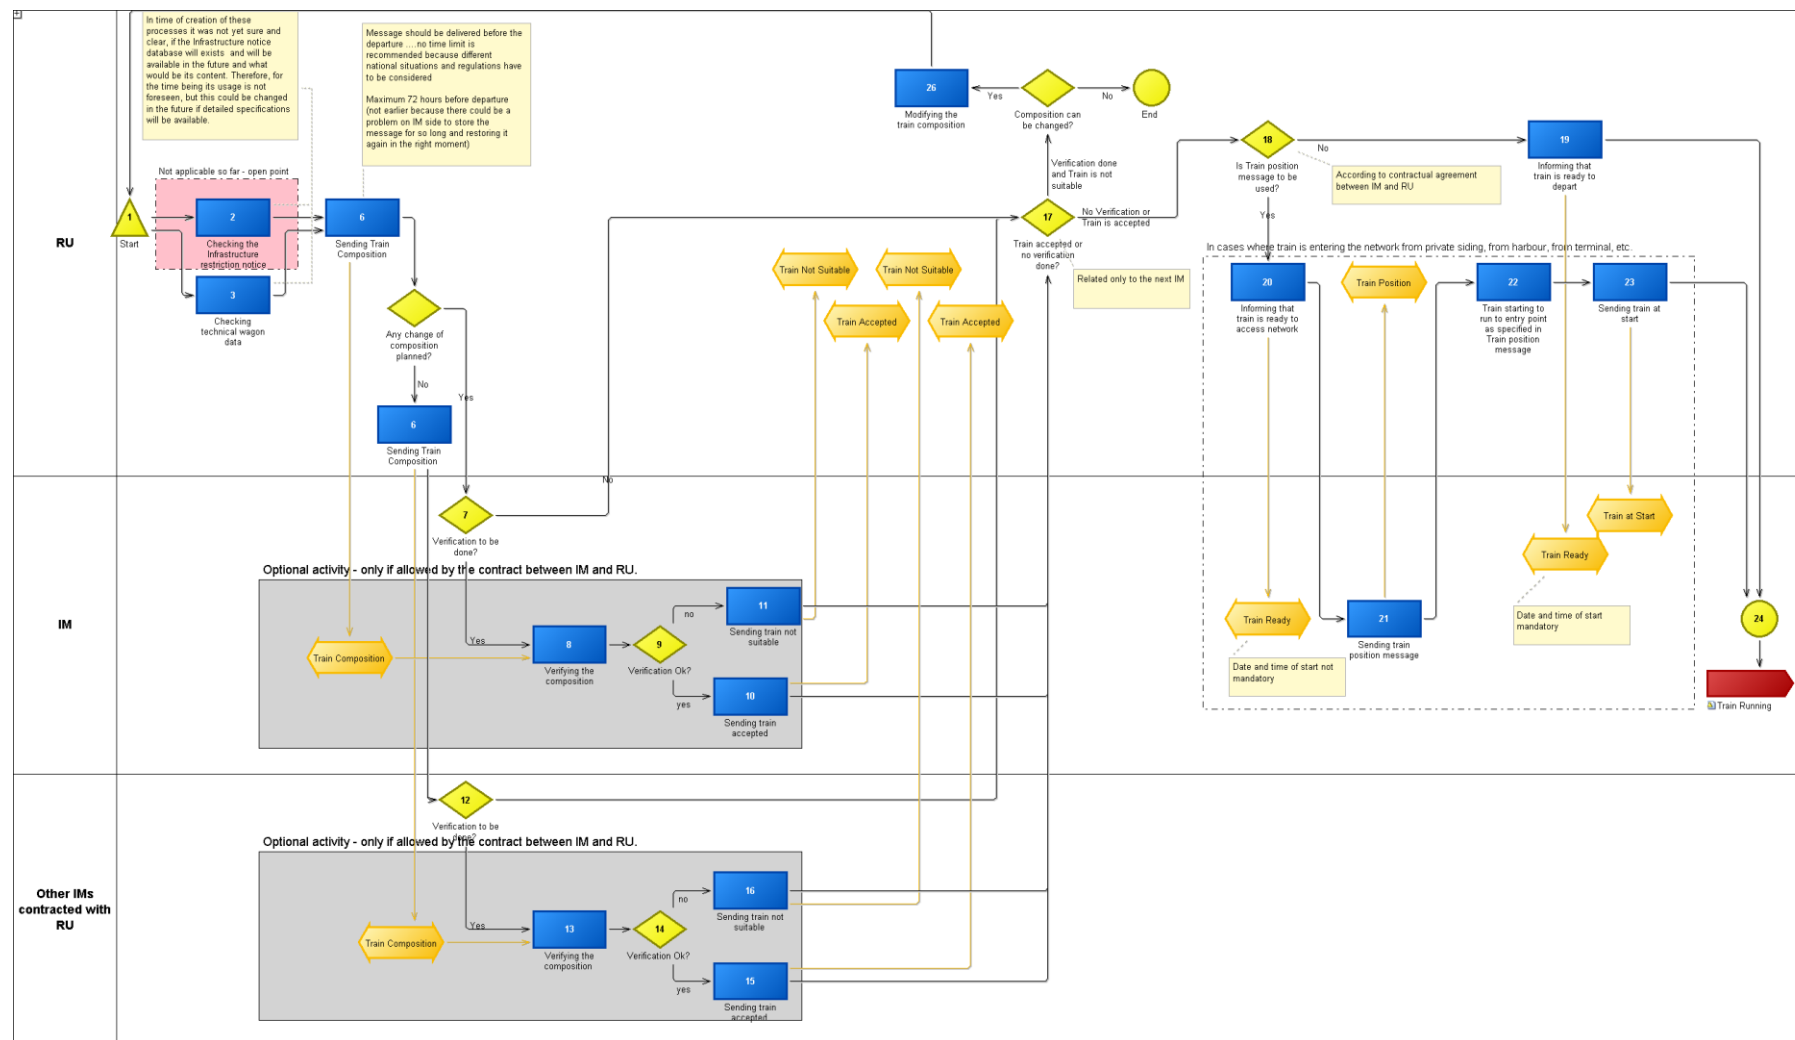 In time of creation of these
processes it was not yet sure and
clear, if the Infrastructure notice
database will exists and will be
available in the future and what
would be its content. Therefore, for
the time being its usage is not
foreseen, but this could be changed
in the future if detailed specifications
will be available.
Message should be delivered before the
departure ....no time limit is
recommended because different
national situations and regulations have
to be considered
Maximum 72 hours before departure
(not earlier because there could be a
problem on IM side to store the
message for so long and restoring it
again in the right moment)
Not applicable so far - open point
RU
1
Start
2
Checking the
Infrastructure
restriction notice
3
Checking
technical wagon
data
6
Sending Train
Composition
Any change of
composition
planned?
No
Yes
6
Sending Train
Composition
26
Modifying the
train composition
Yes
Composition can
be changed?
No
End
Verification done
and Train is not
suitable
17
No Verification or
Train is accepted
Train accepted or
no verification
done?
Related only to the next IM
Train Not Suitable
Train Not Suitable
Train Accepted
Train Accepted
18
No
Is Train position
message to be
used?
Yes
According to contractual agreement
between IM and RU
19
Informing that
train is ready to
depart
In cases where train is entering the network from private siding, from harbour, from terminal, etc.
20
Informing that
train is ready to
access network
Train Position
22
Train starting to
run to entry point
as specified in
Train position
message
23
Sending train at
start
IM
7
Verification to be
done?
No
Yes
Optional activity - only if allowed by the contract between IM and RU.
Train Composition
8
Verifying the
composition
9
Verification Ok?
no
yes
11
Sending train not
suitable
10
Sending train
accepted
Train at Start
Train Ready
Date and time of start
mandatory
Train Ready
Date and time of start not
mandatory
21
Sending train
position message
24
Train Running
Other IMs
contracted with
RU
12
Verification to be
done?
Yes
Optional activity - only if allowed by the contract between IM and RU.
Train Composition
13
Verifying the
composition
14
Verification Ok?
no
yes
16
Sending train not
suitable
15
Sending train
accepted